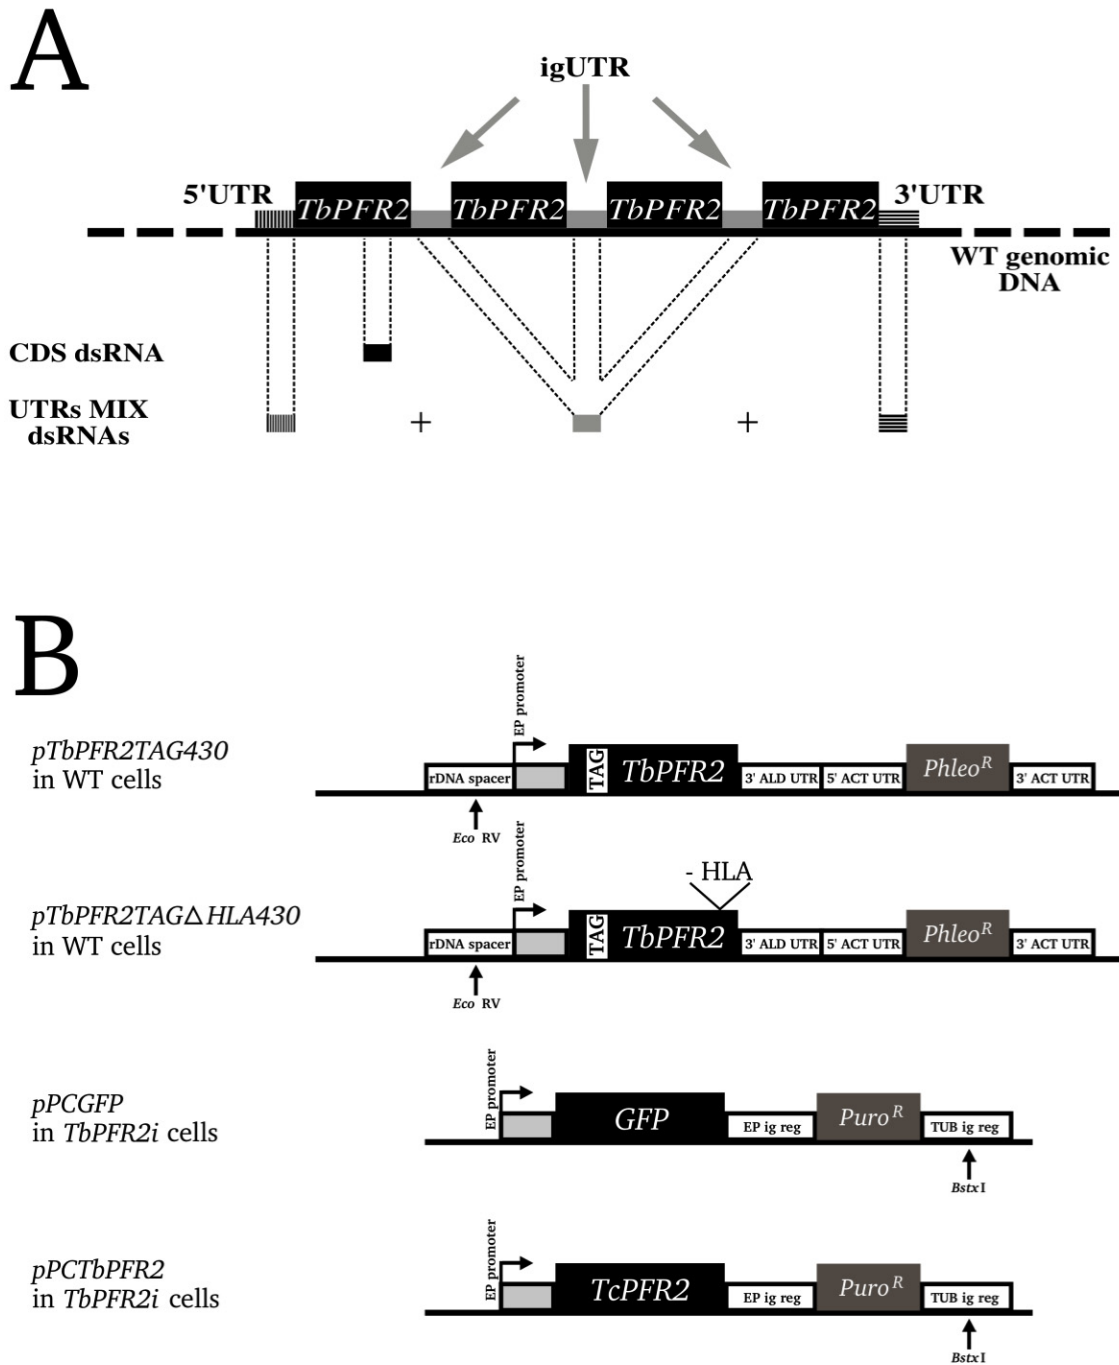 A
igUTR
5'UTR
TbPFR2 TbPFR2 TbPFR2 TbPFR2
3'UTR
WT genomic
DNA
CDS dsRNA
UTRs MIX
dsRNAs
+ +
B
pTbPFR2TAG430
in WT cells
EP promoter
rDNA spacer
TAG
TbPFR2
3' ALD UTR
5' ACT UTR
Phleo^R
3' ACT UTR
Eco RV
pTbPFR2TAGΔHLA430
in WT cells
EP promoter
- HLA
rDNA spacer
TAG
TbPFR2
3' ALD UTR
5' ACT UTR
Phleo^R
3' ACT UTR
Eco RV
pPCGFP
in TbPFR2i cells
EP promoter
GFP
EP ig reg
Puro^R
TUB ig reg
BstxI
pPCTbPFR2
in TbPFR2i cells
EP promoter
TcPFR2
EP ig reg
Puro^R
TUB ig reg
BstxI